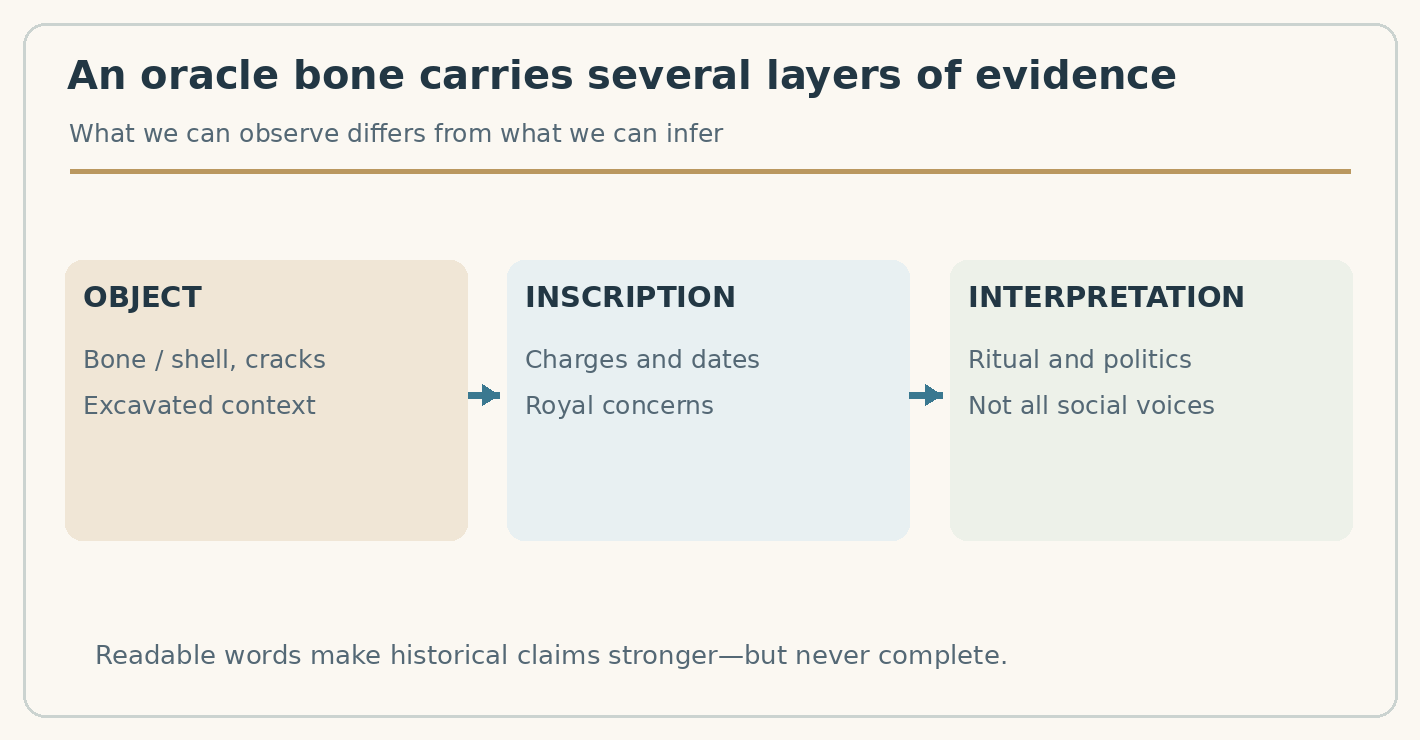 An oracle bone carries several layers of evidence
What we can observe differs from what we can infer
OBJECT
Bone / shell, cracks
Excavated context
INSCRIPTION
Charges and dates
Royal concerns
INTERPRETATION
Ritual and politics
Not all social voices
Readable words make historical claims stronger—but never complete.